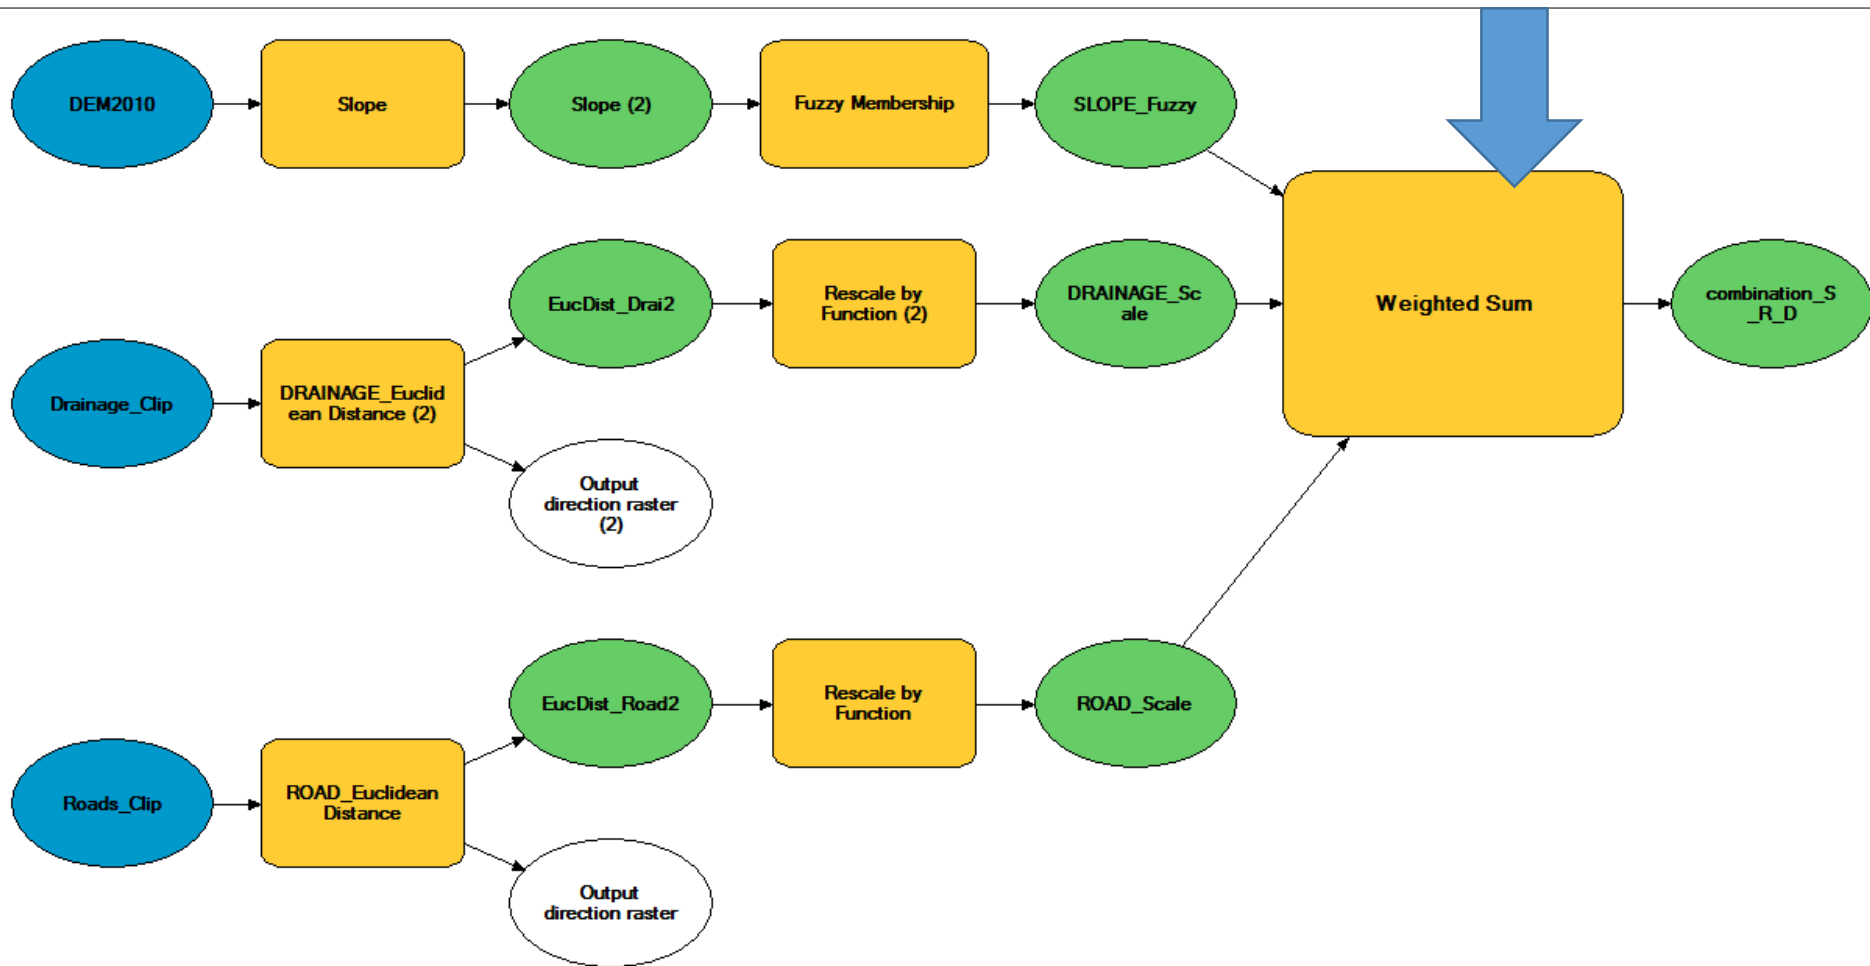 DEM2010
Slope
Slope (2)
Fuzzy Membership
SLOPE_Fuzzy
Drainage_Clip
DRAINAGE_Euclid
ean Distance (2)
EucDist_Drai2
Output
direction raster
(2)
Rescale by
Function (2)
DRAINAGE_Sc
ale
Weighted Sum
combination_S
_R_D
Roads_Clip
ROAD_Euclidean
Distance
EucDist_Road2
Output
direction raster
Rescale by
Function
ROAD_Scale